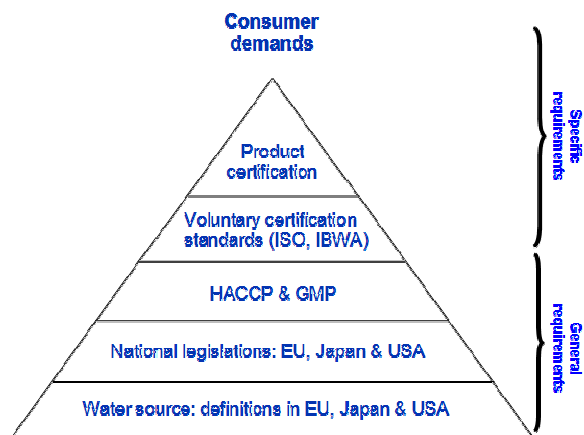 Consumer
demands
Product
certification
Voluntary certification
standards (ISO, IBWA)
HACCP & GMP
National legislations: EU, Japan & USA
Water source: definitions in EU, Japan & USA
Specific
requirements
General
requirements